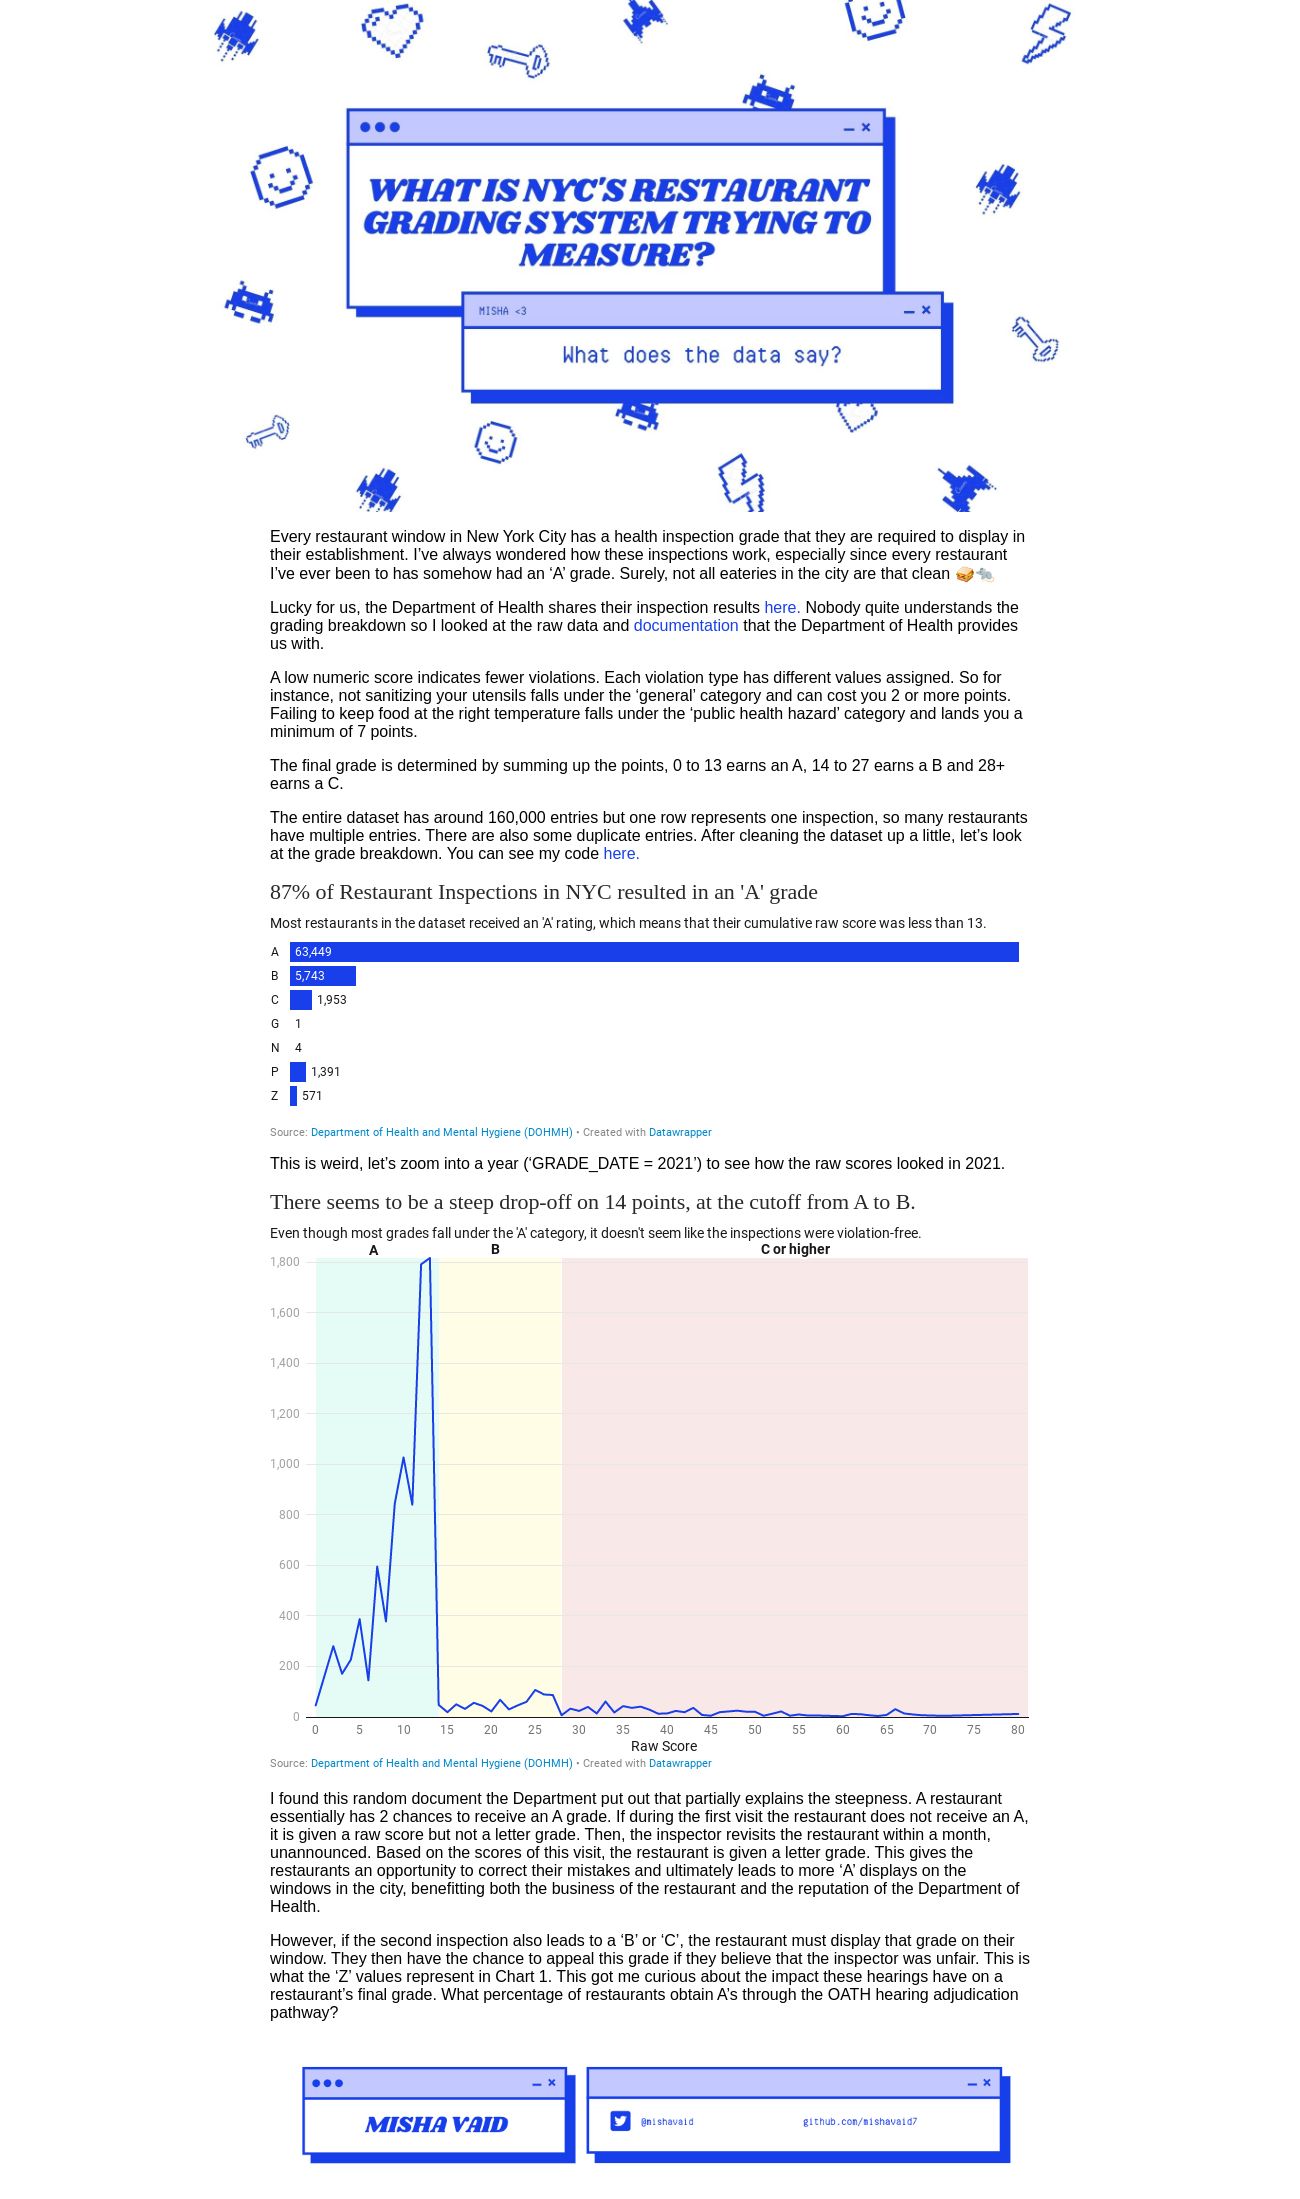 WHAT IS NYC'S RESTAURANT
GRADING SYSTEM TRYING TO
MEASURE?
MISHA <3
What does the data say?
Every restaurant window in New York City has a health inspection grade that they are required to display in
their establishment. I’ve always wondered how these inspections work, especially since every restaurant
I’ve ever been to has somehow had an ‘A’ grade. Surely, not all eateries in the city are that clean 🥪🐀
Lucky for us, the Department of Health shares their inspection results here. Nobody quite understands the
grading breakdown so I looked at the raw data and documentation that the Department of Health provides
us with.
A low numeric score indicates fewer violations. Each violation type has different values assigned. So for
instance, not sanitizing your utensils falls under the ‘general’ category and can cost you 2 or more points.
Failing to keep food at the right temperature falls under the ‘public health hazard’ category and lands you a
minimum of 7 points.
The final grade is determined by summing up the points, 0 to 13 earns an A, 14 to 27 earns a B and 28+
earns a C.
The entire dataset has around 160,000 entries but one row represents one inspection, so many restaurants
have multiple entries. There are also some duplicate entries. After cleaning the dataset up a little, let’s look
at the grade breakdown. You can see my code here.
87% of Restaurant Inspections in NYC resulted in an 'A' grade
Most restaurants in the dataset received an 'A' rating, which means that their cumulative raw score was less than 13.
A 63,449
B 5,743
C 1,953
G 1
N 4
P 1,391
Z 571
Source: Department of Health and Mental Hygiene (DOHMH) • Created with Datawrapper
This is weird, let’s zoom into a year (‘GRADE_DATE = 2021’) to see how the raw scores looked in 2021.
There seems to be a steep drop-off on 14 points, at the cutoff from A to B.
Even though most grades fall under the 'A' category, it doesn't seem like the inspections were violation-free.
A B C or higher
1,800
1,600
1,400
1,200
1,000
800
600
400
200
0
0 5 10 15 20 25 30 35 40 45 50 55 60 65 70 75 80
Raw Score
Source: Department of Health and Mental Hygiene (DOHMH) • Created with Datawrapper
I found this random document the Department put out that partially explains the steepness. A restaurant
essentially has 2 chances to receive an A grade. If during the first visit the restaurant does not receive an A,
it is given a raw score but not a letter grade. Then, the inspector revisits the restaurant within a month,
unannounced. Based on the scores of this visit, the restaurant is given a letter grade. This gives the
restaurants an opportunity to correct their mistakes and ultimately leads to more ‘A’ displays on the
windows in the city, benefitting both the business of the restaurant and the reputation of the Department of
Health.
However, if the second inspection also leads to a ‘B’ or ‘C’, the restaurant must display that grade on their
window. They then have the chance to appeal this grade if they believe that the inspector was unfair. This is
what the ‘Z’ values represent in Chart 1. This got me curious about the impact these hearings have on a
restaurant’s final grade. What percentage of restaurants obtain A’s through the OATH hearing adjudication
pathway?
MISHA VAID
@mishavaid
github.com/mishavaid7